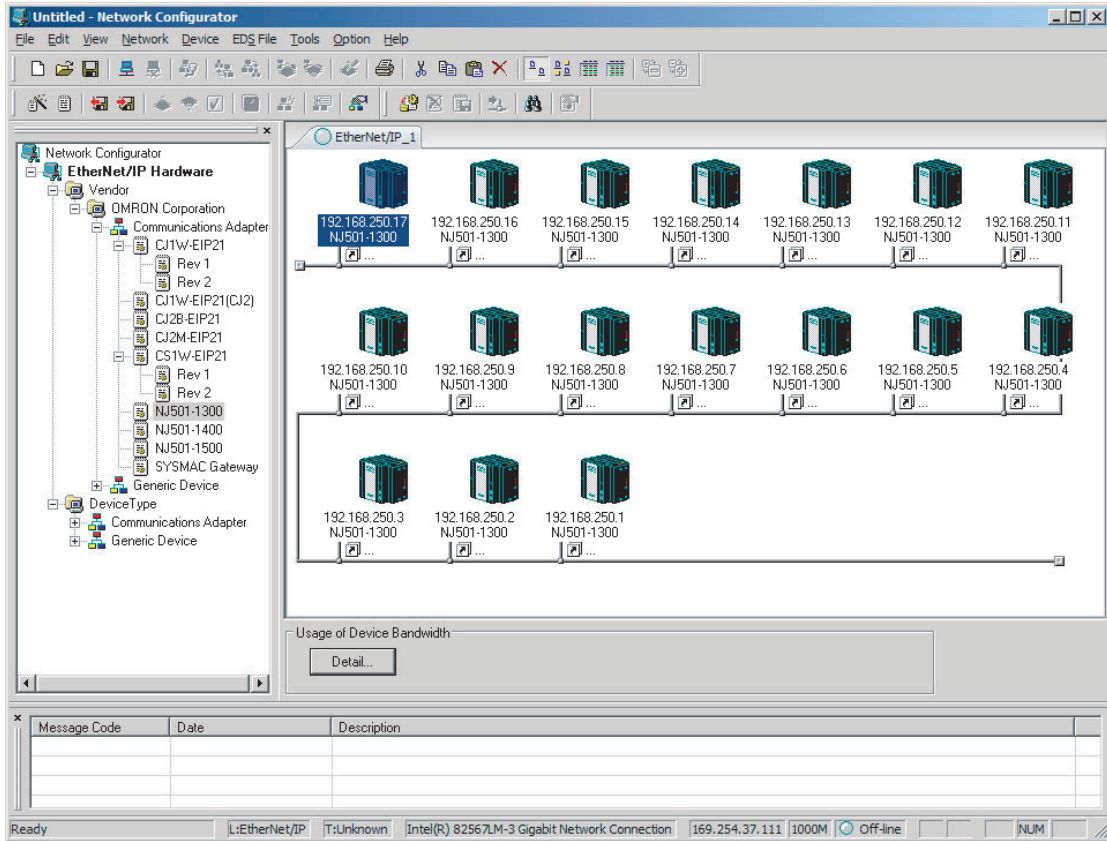 Untitled - Network Configurator
File Edit View Network Device EDS File Tools Option Help
EtherNet/IP_1
Network Configurator
EtherNet/IP Hardware
Vendor
OMRON Corporation
Communications Adapter
CJ1W-EIP21
Rev 1
Rev 2
CJ1W-EIP21(CJ2)
CJ2B-EIP21
CJ2M-EIP21
CS1W-EIP21
Rev 1
Rev 2
NJ501-1300
NJ501-1400
NJ501-1500
SYSMAC Gateway
Generic Device
DeviceType
Communications Adapter
Generic Device
192.168.250.17 192.168.250.16 192.168.250.15 192.168.250.14 192.168.250.13 192.168.250.12 192.168.250.11
NJ501-1300 NJ501-1300 NJ501-1300 NJ501-1300 NJ501-1300 NJ501-1300 NJ501-1300
... ... ... ... ... ... ...
192.168.250.10 192.168.250.9 192.168.250.8 192.168.250.7 192.168.250.6 192.168.250.5 192.168.250.4
NJ501-1300 NJ501-1300 NJ501-1300 NJ501-1300 NJ501-1300 NJ501-1300 NJ501-1300
... ... ... ... ... ... ...
192.168.250.3 192.168.250.2 192.168.250.1
NJ501-1300 NJ501-1300 NJ501-1300
... ... ...
Usage of Device Bandwidth
Detail...
Message Code Date Description
Ready L:EtherNet/IP T:Unknown Intel(R) 82567LM-3 Gigabit Network Connection 169.254.37.111 1000M Off-line NUM